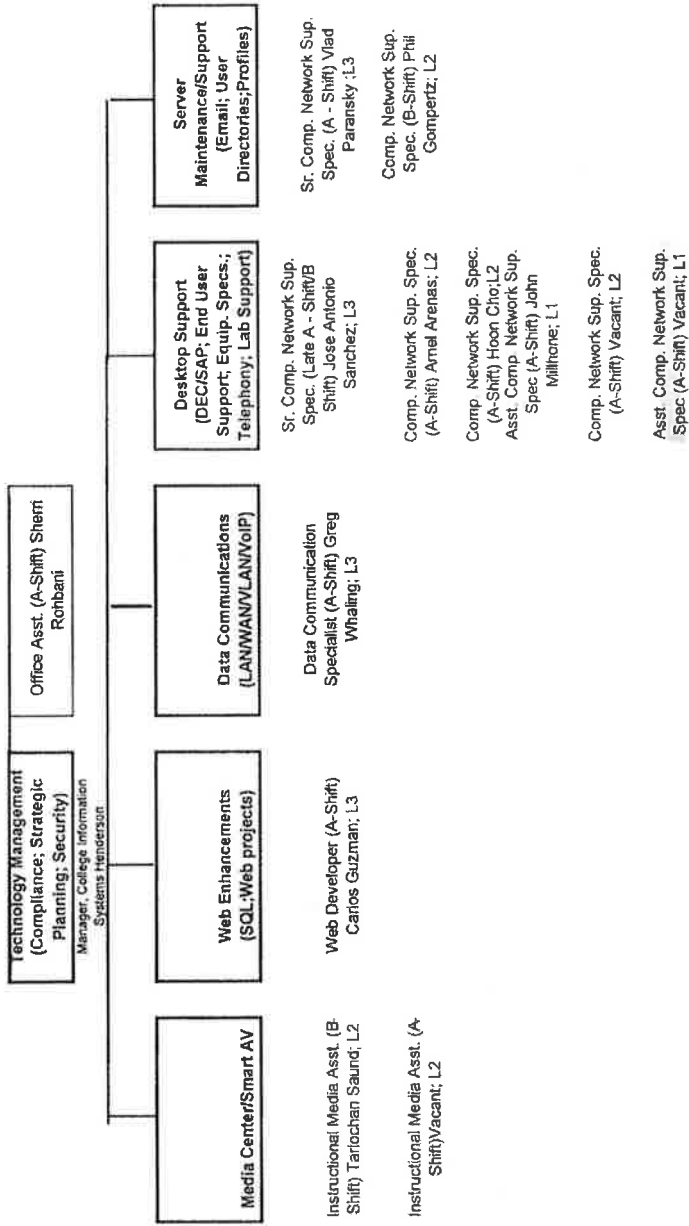 Technology Management
(Compliance; Strategic
Planning; Security)
Manager, College Information
Systems Henderson
Office Asst. (A-Shift) Sherri
Rohbani
Media Center/Smart AV
Instructional Media Asst. (B-
Shift) Tarlochan Saund; L2
Instructional Media Asst. (A-
Shift)Vacant; L2
Web Enhancements
(SQL;Web projects)
Web Developer (A-Shift)
Carlos Guzman; L3
Data Communications
(LAN/WAN/VLAN/VoIP)
Data Communication
Specialist (A-Shift) Greg
Whaling; L3
Desktop Support
(DEC/SAP; End User
Support; Equip. Specs.;
Telephony; Lab Support)
Sr. Comp. Network Sup.
Spec. (Late A - Shift/B
Shift) Jose Antonio
Sanchez; L3
Comp. Network Sup. Spec.
(A-Shift) Arnel Arenas; L2
Comp. Network Sup. Spec.
(A-Shift) Hoon Cho;L2
Asst. Comp. Network Sup.
Spec (A-Shift) John
Millhone; L1
Comp. Network Sup. Spec.
(A-Shift) Vacant; L2
Asst. Comp. Network Sup.
Spec (A-Shift) Vacant; L1
Server
Maintenance/Support
(Email; User
Directories;Profiles)
Sr. Comp. Network Sup.
Spec. (A - Shift) Vlad
Paransky ;L3
Comp. Network Sup.
Spec. (B-Shift) Phil
Gompertz; L2